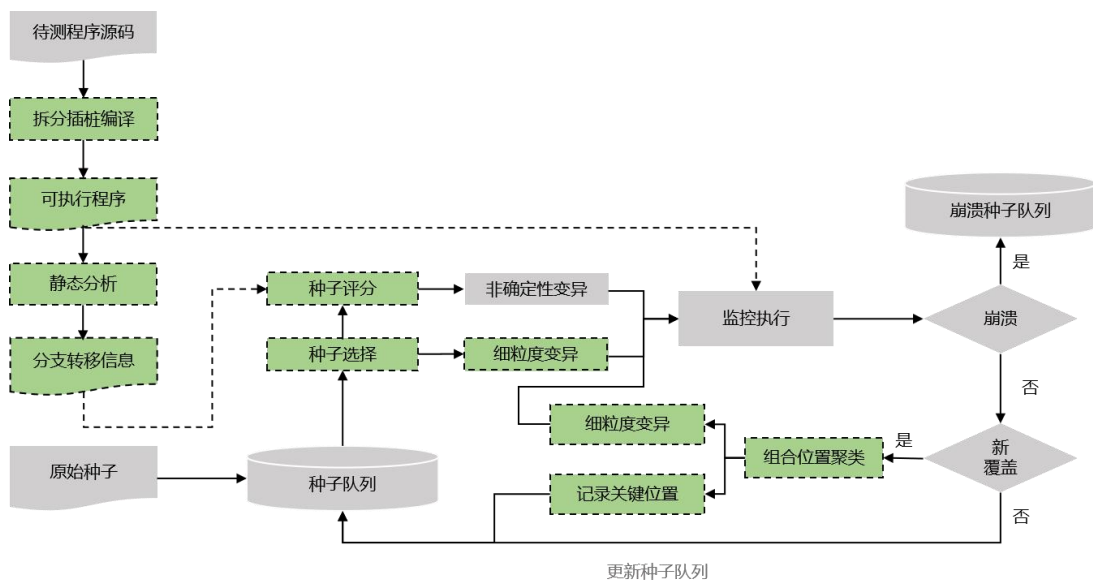 待测程序源码
拆分插桩编译
可执行程序
崩溃种子队列
静态分析
种子评分
非确定性变异
是
监控执行
崩溃
分支转移信息
种子选择
细粒度变异
否
细粒度变异
是
新
覆盖
原始种子
种子队列
组合位置聚类
记录关键位置
否
更新种子队列